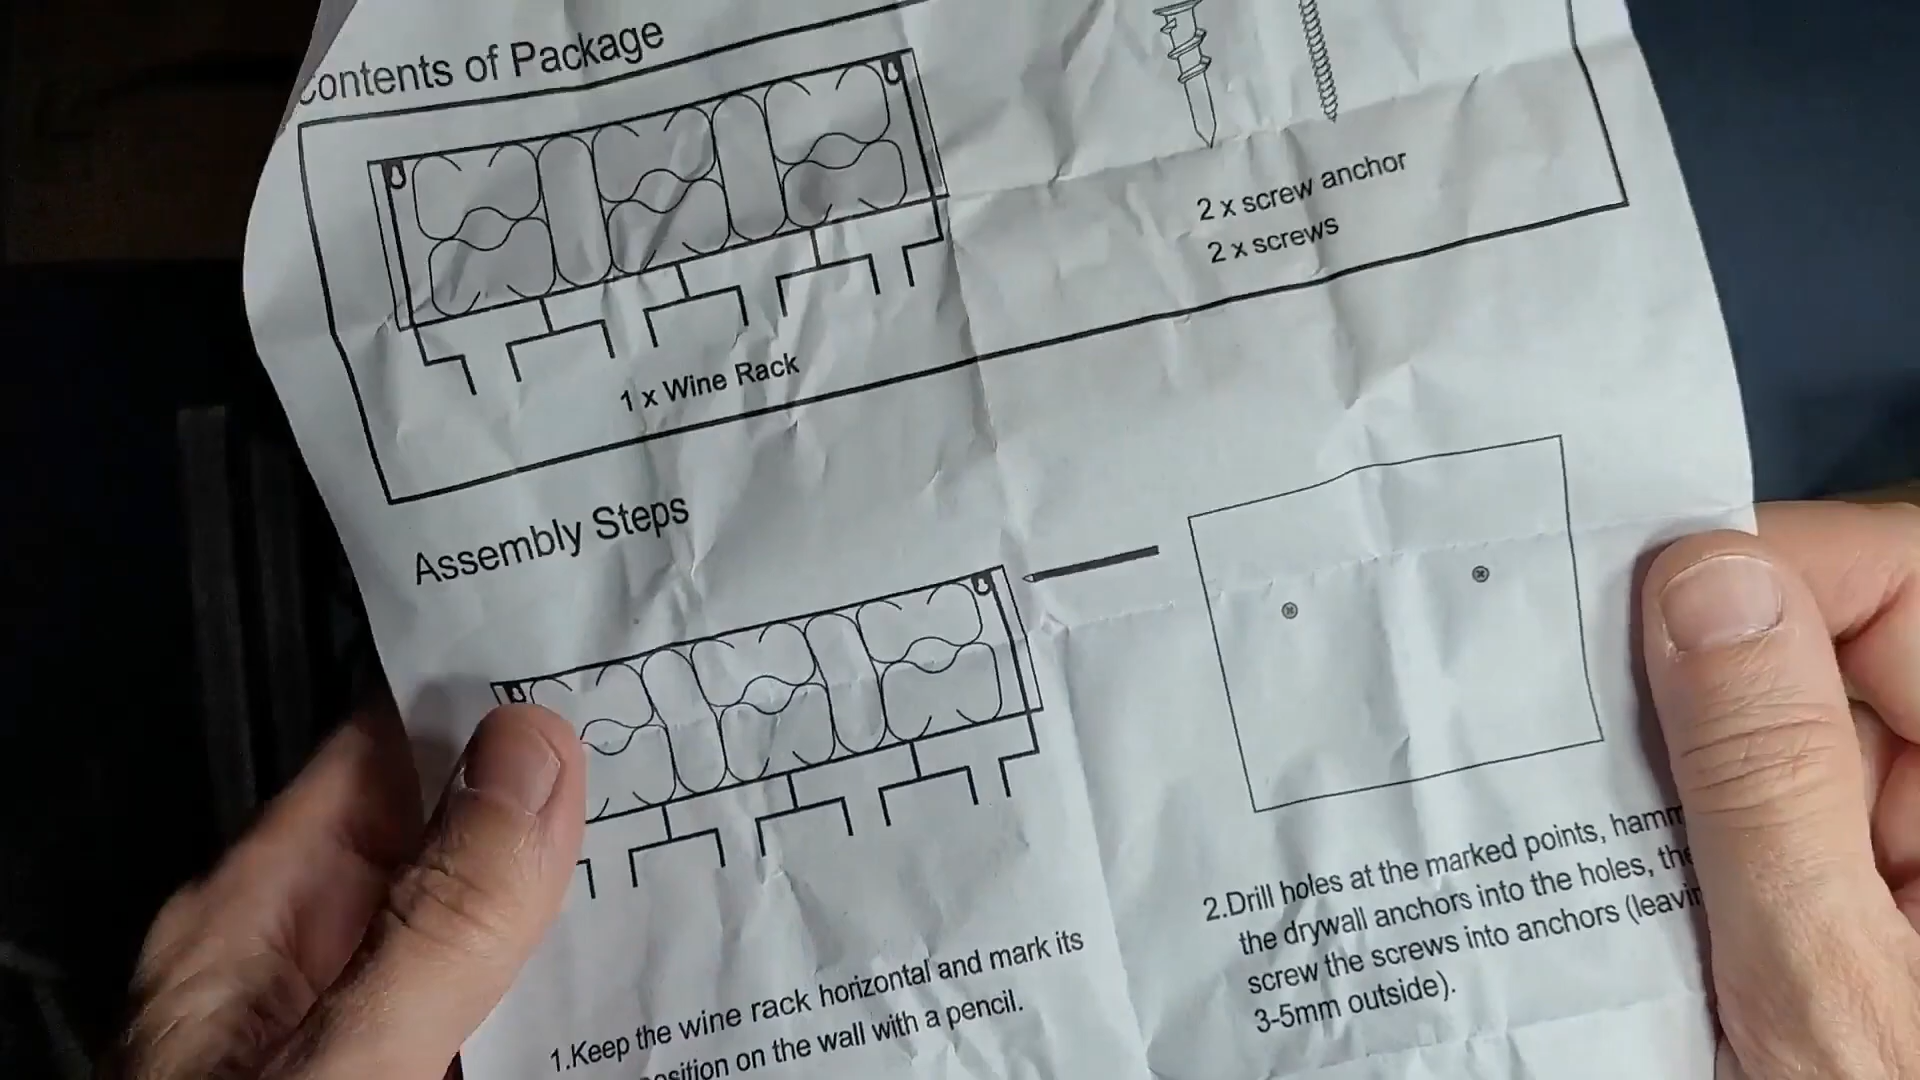 contents of Package
1 x Wine Rack
2 x screw anchor
2 x screws
Assembly Steps
1.Keep the wine rack horizontal and mark its
on the wall with a pencil.
2.Drill holes at the marked points,
the drywall anchors into the holes,
screw the screws into anchors
3-5mm outside).